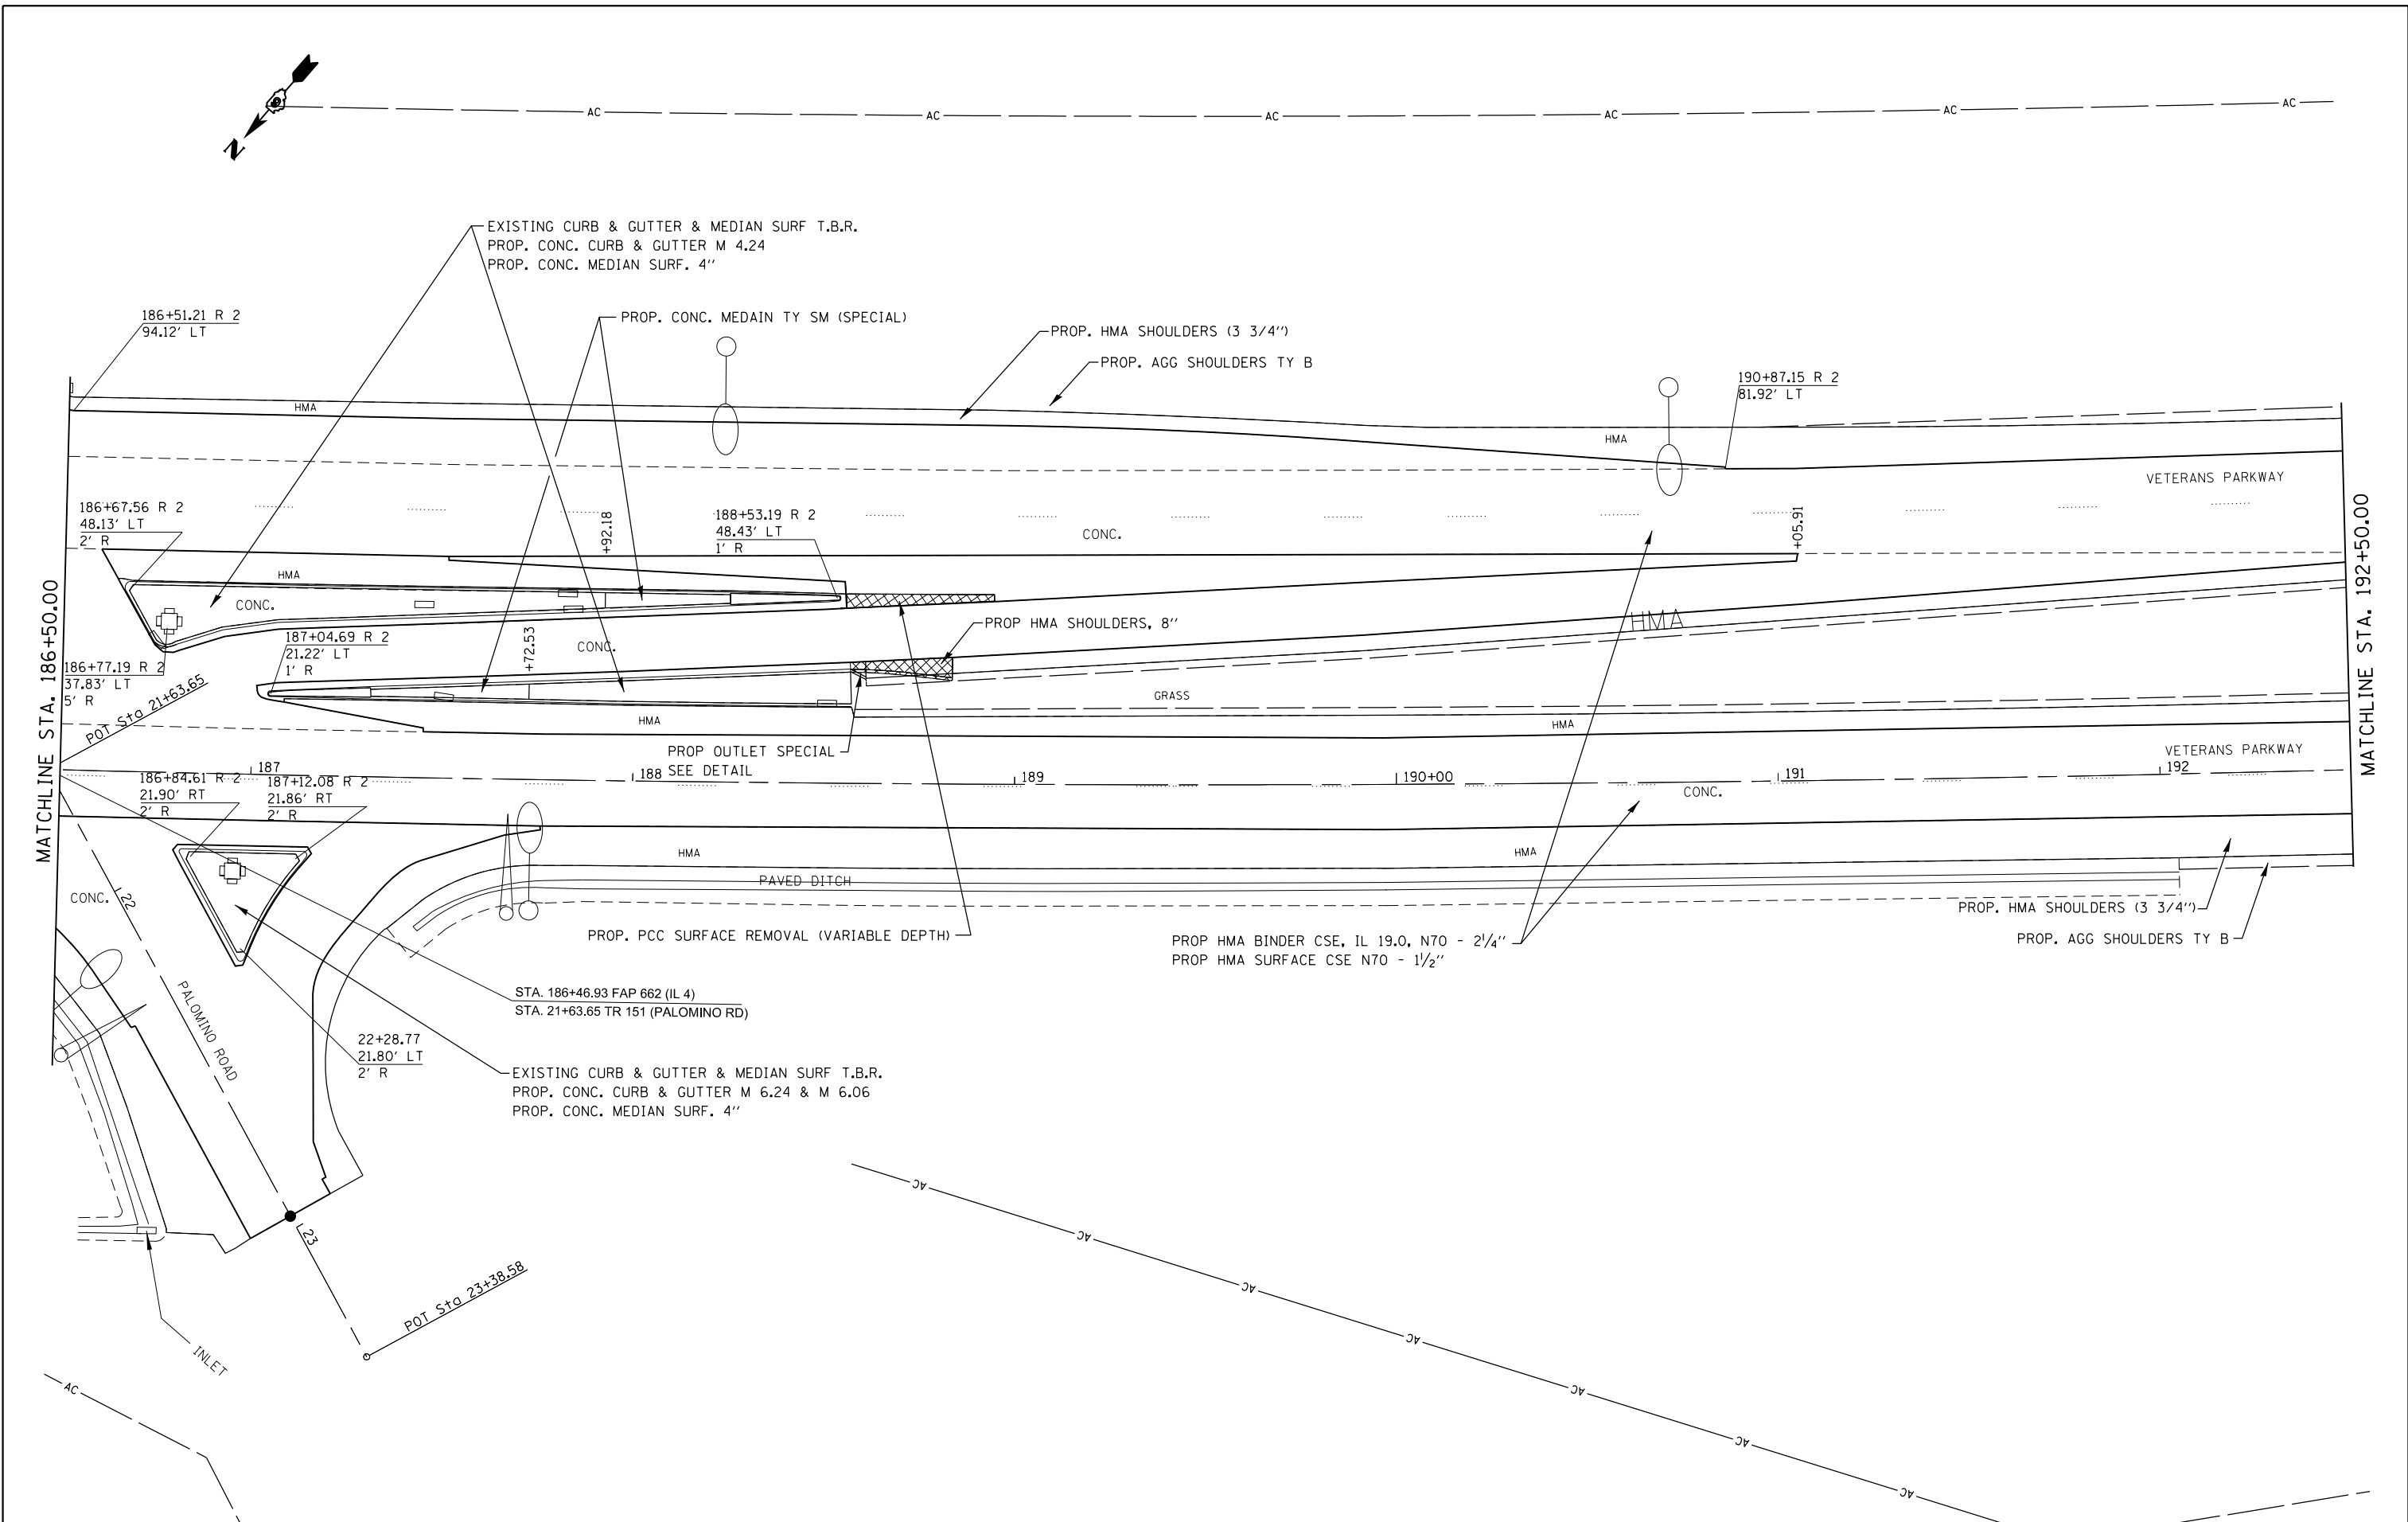 N
AC
AC
AC
AC
AC
AC
EXISTING CURB & GUTTER & MEDIAN SURF T.B.R.
PROP. CONC. CURB & GUTTER M 4.24
PROP. CONC. MEDIAN SURF. 4''
PROP. CONC. MEDAIN TY SM (SPECIAL)
186+51.21 R 2
94.12' LT
PROP. HMA SHOULDERS (3 3/4'')
PROP. AGG SHOULDERS TY B
190+87.15 R 2
81.92' LT
HMA
HMA
VETERANS PARKWAY
186+67.56 R 2
48.13' LT
2' R
+92.18
188+53.19 R 2
48.43' LT
1' R
CONC.
+05.91
HMA
CONC.
MATCHLINE STA. 186+50.00
MATCHLINE STA. 192+50.00
186+77.19 R 2
37.83' LT
5' R
187+04.69 R 2
21.22' LT
1' R
+72.53
CONC.
PROP HMA SHOULDERS, 8''
HMA
POT Sta 21+63.65
GRASS
HMA
HMA
PROP OUTLET SPECIAL
SEE DETAIL
VETERANS PARKWAY
187
188
189
190+00
191
192
186+84.61 R 2
21.90' RT
2' R
187+12.08 R 2
21.86' RT
2' R
CONC.
HMA
HMA
PAVED DITCH
CONC.
22
PROP. PCC SURFACE REMOVAL (VARIABLE DEPTH)
PROP HMA BINDER CSE, IL 19.0, N70 - 2 1/4''
PROP HMA SURFACE CSE N70 - 1 1/2''
PROP. HMA SHOULDERS (3 3/4'')
PROP. AGG SHOULDERS TY B
PALOMINO ROAD
STA. 186+46.93 FAP 662 (IL 4)
STA. 21+63.65 TR 151 (PALOMINO RD)
22+28.77
21.80' LT
2' R
EXISTING CURB & GUTTER & MEDIAN SURF T.B.R.
PROP. CONC. CURB & GUTTER M 6.24 & M 6.06
PROP. CONC. MEDIAN SURF. 4''
23
POT Sta 23+38.58
INLET
AC
AC
AC
AC
AC
AC
AC
AC